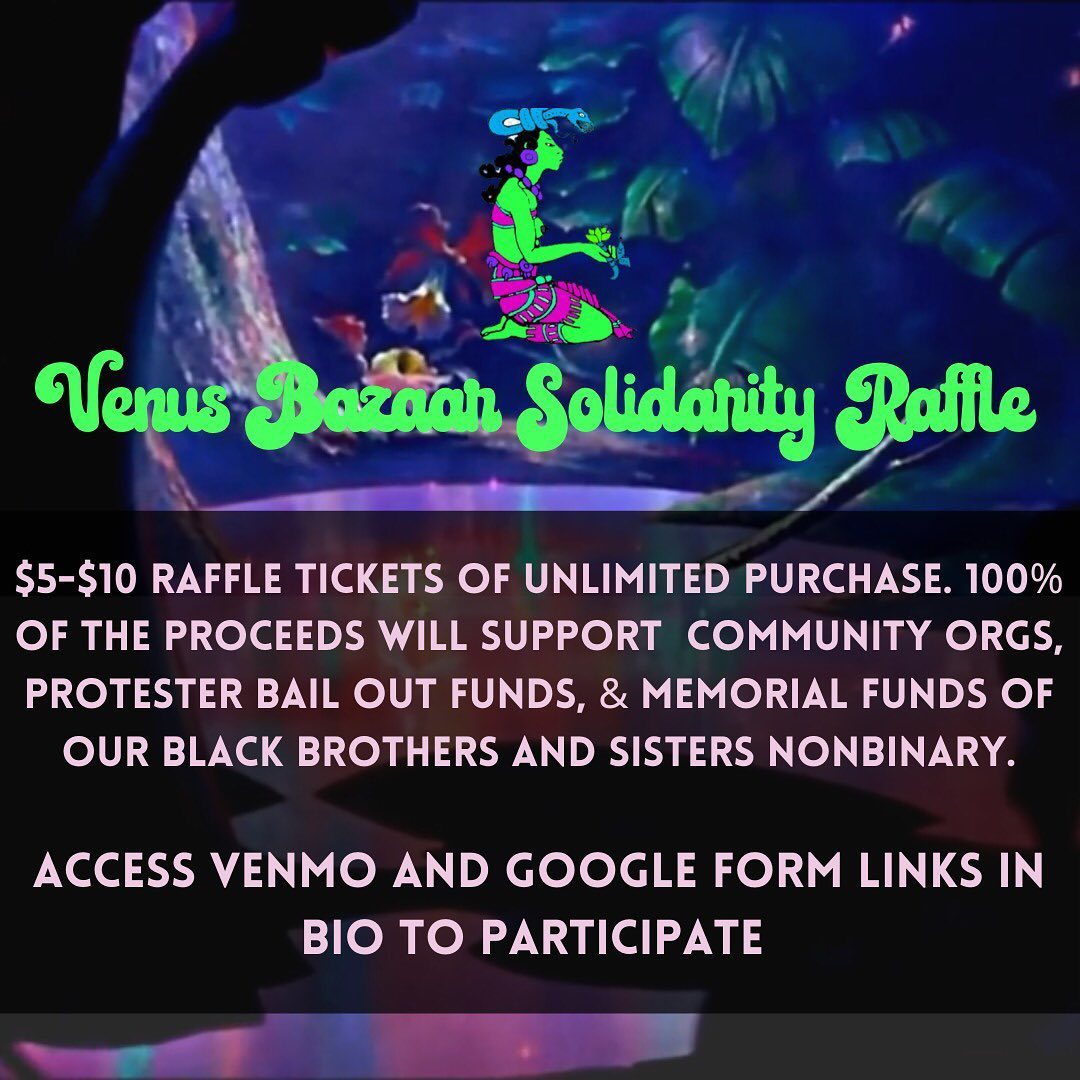 Venus Bazaar Solidarity Raffle
$5-$10 RAFFLE TICKETS OF UNLIMITED PURCHASE. 100%
OF THE PROCEEDS WILL SUPPORT COMMUNITY ORGS,
PROTESTER BAIL OUT FUNDS, & MEMORIAL FUNDS OF
OUR BLACK BROTHERS AND SISTERS NONBINARY.
ACCESS VENMO AND GOOGLE FORM LINKS IN
BIO TO PARTICIPATE